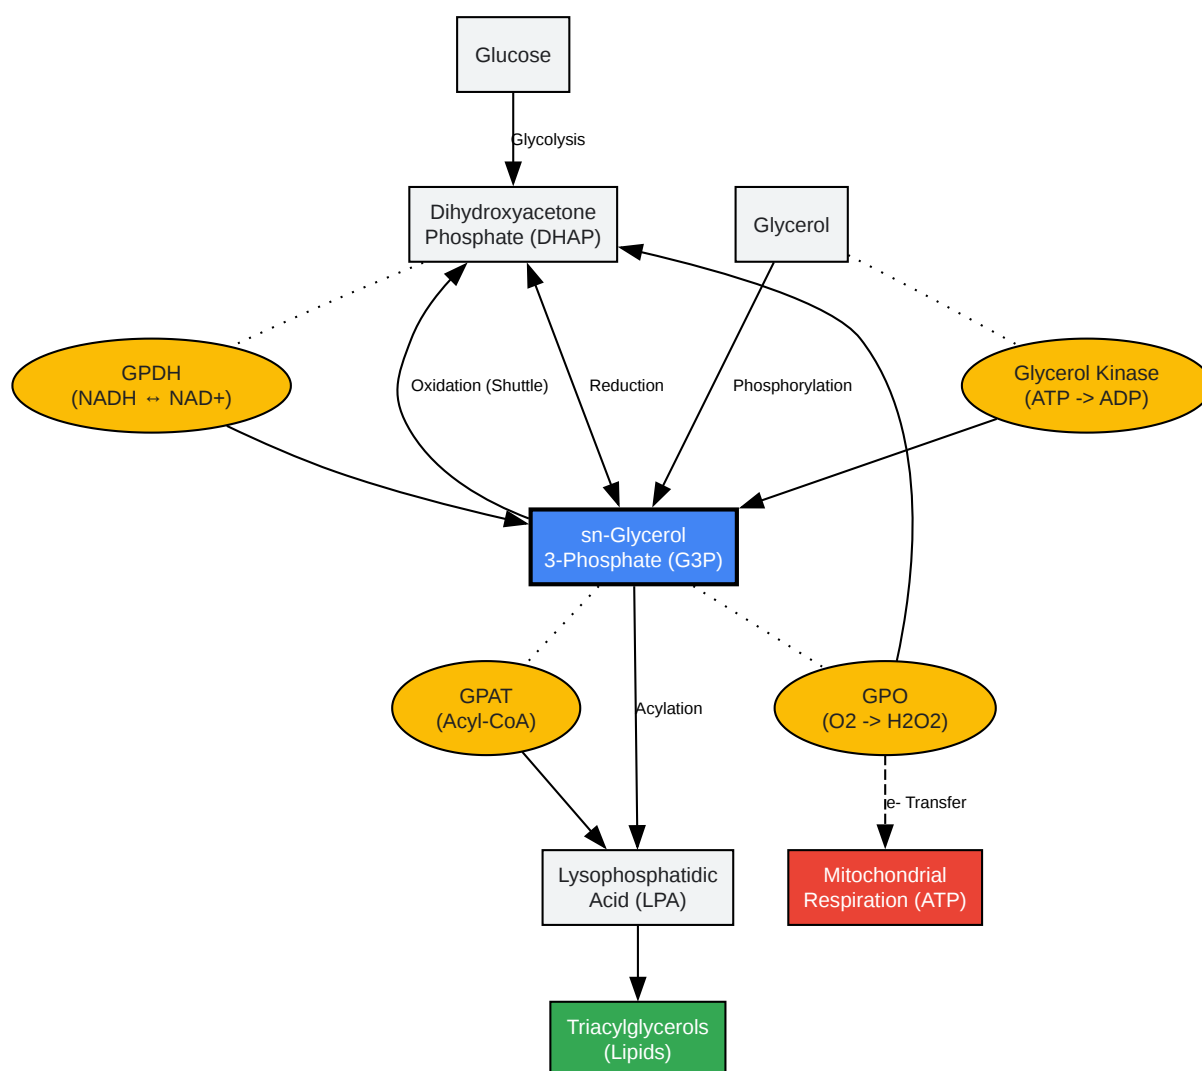 Glucose
Glycolysis
Dihydroxyacetone
Phosphate (DHAP)
Glycerol
GPDH
(NADH ↔ NAD+)
Oxidation (Shuttle)
Reduction
Phosphorylation
Glycerol Kinase
(ATP -> ADP)
sn-Glycerol
3-Phosphate (G3P)
GPAT
(Acyl-CoA)
Acylation
GPO
(O2 -> H2O2)
e- Transfer
Lysophosphatidic
Acid (LPA)
Mitochondrial
Respiration (ATP)
Triacylglycerols
(Lipids)